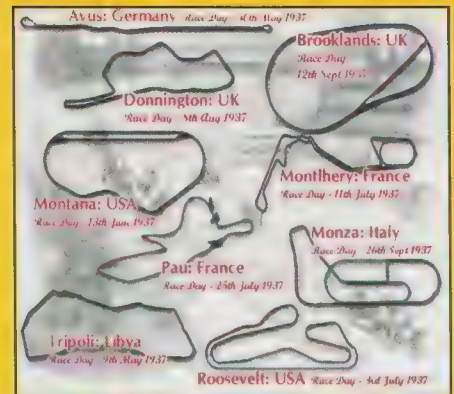 Avus: Germany Race Day - 30th May 1937
Brooklands: UK
Race Day
12th Sept 1937
Donnington: UK
Race Day - 8th Aug 1937
Montlhery: France
Race Day - 11th July 1937
Montana: USA
Race Day - 13th June 1937
Monza: Italy
Race Day - 26th Sept 1937
Pau: France
Race Day - 25th July 1937
Tripoli: Libya
Race Day - 9th May 1937
Roosevelt: USA Race Day - 3rd July 1937